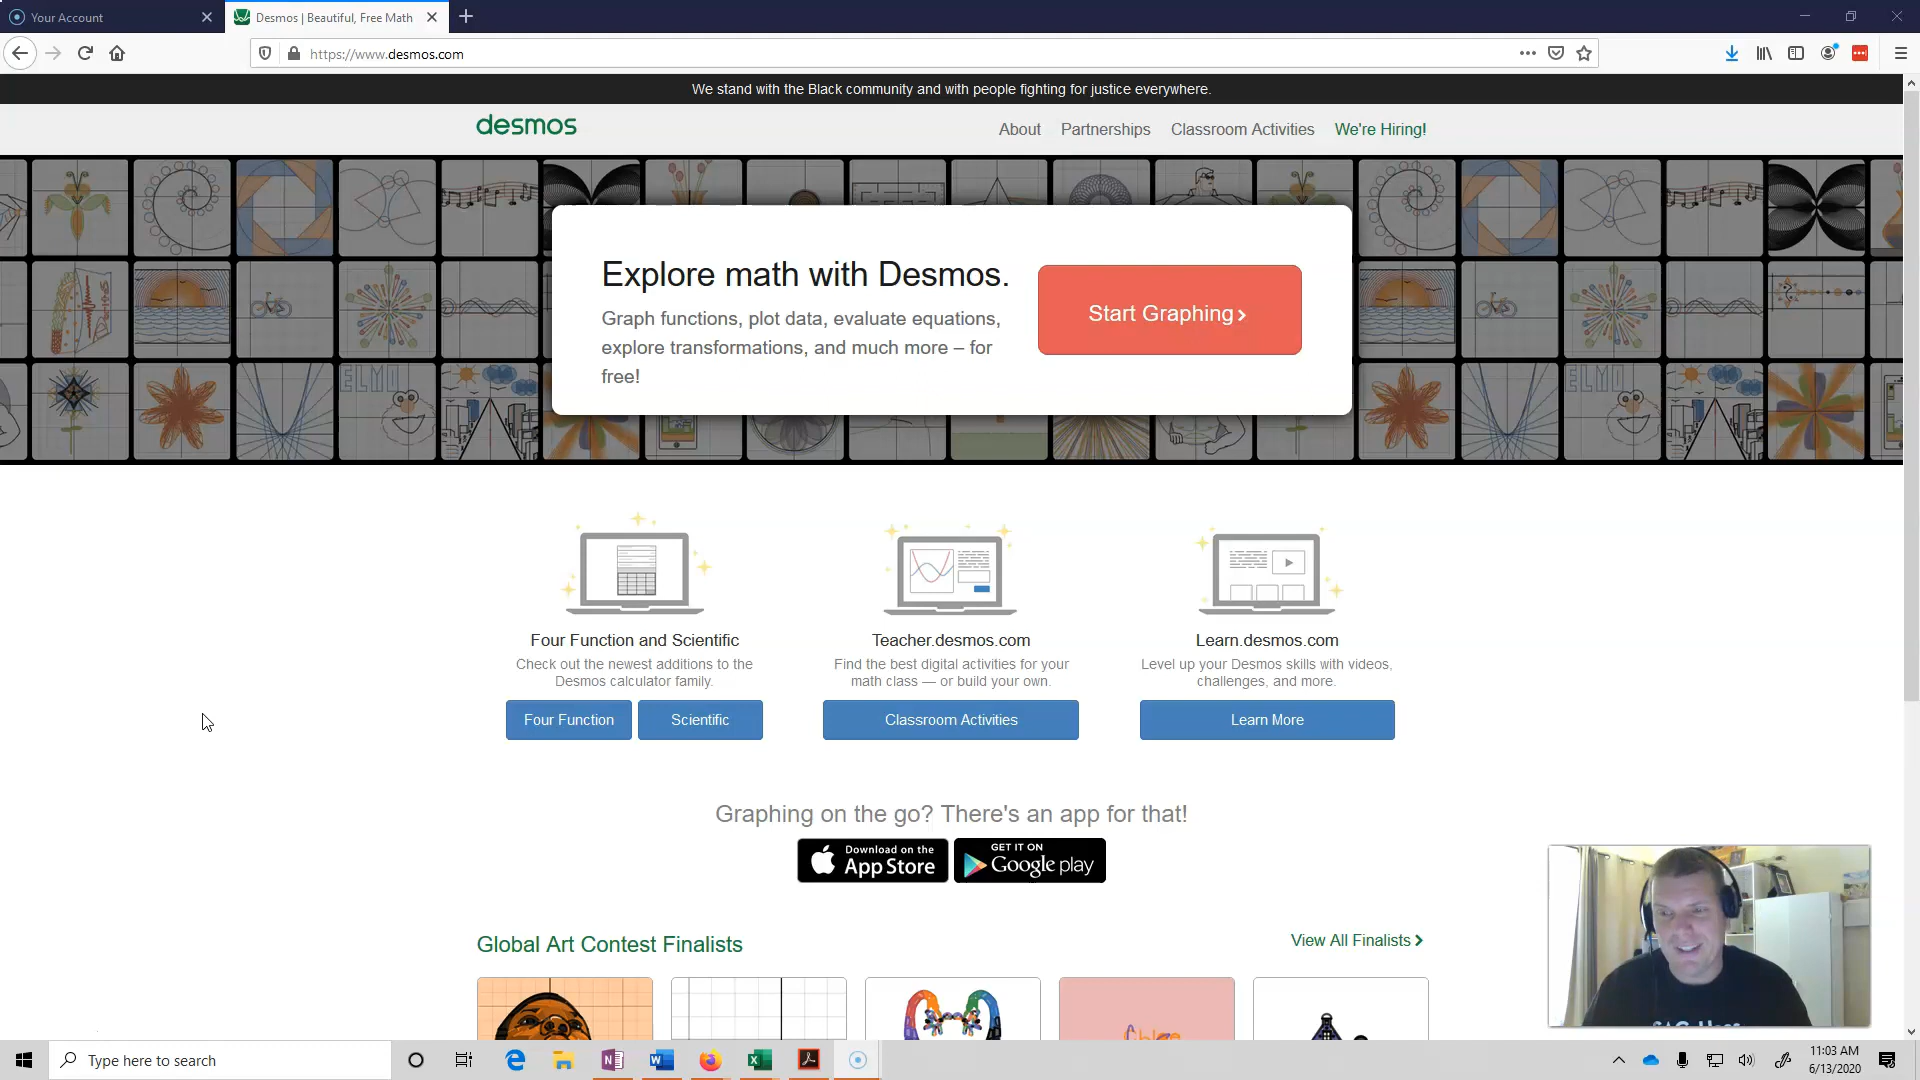 Your Account
Desmos | Beautiful, Free Math
https://www.desmos.com
We stand with the Black community and with people fighting for justice everywhere.
desmos
About Partnerships Classroom Activities We're Hiring!
Explore math with Desmos.
Graph functions, plot data, evaluate equations,
explore transformations, and much more – for
free!
Start Graphing
ELMO
ELMO
Four Function and Scientific
Check out the newest additions to the
Desmos calculator family.
Four Function
Scientific
Teacher.desmos.com
Find the best digital activities for your
math class — or build your own.
Classroom Activities
Learn.desmos.com
Level up your Desmos skills with videos,
challenges, and more.
Learn More
Graphing on the go? There's an app for that!
Download on the
App Store
GET IT ON
Google play
Global Art Contest Finalists
View All Finalists
Type here to search
11:03 AM
6/13/2020